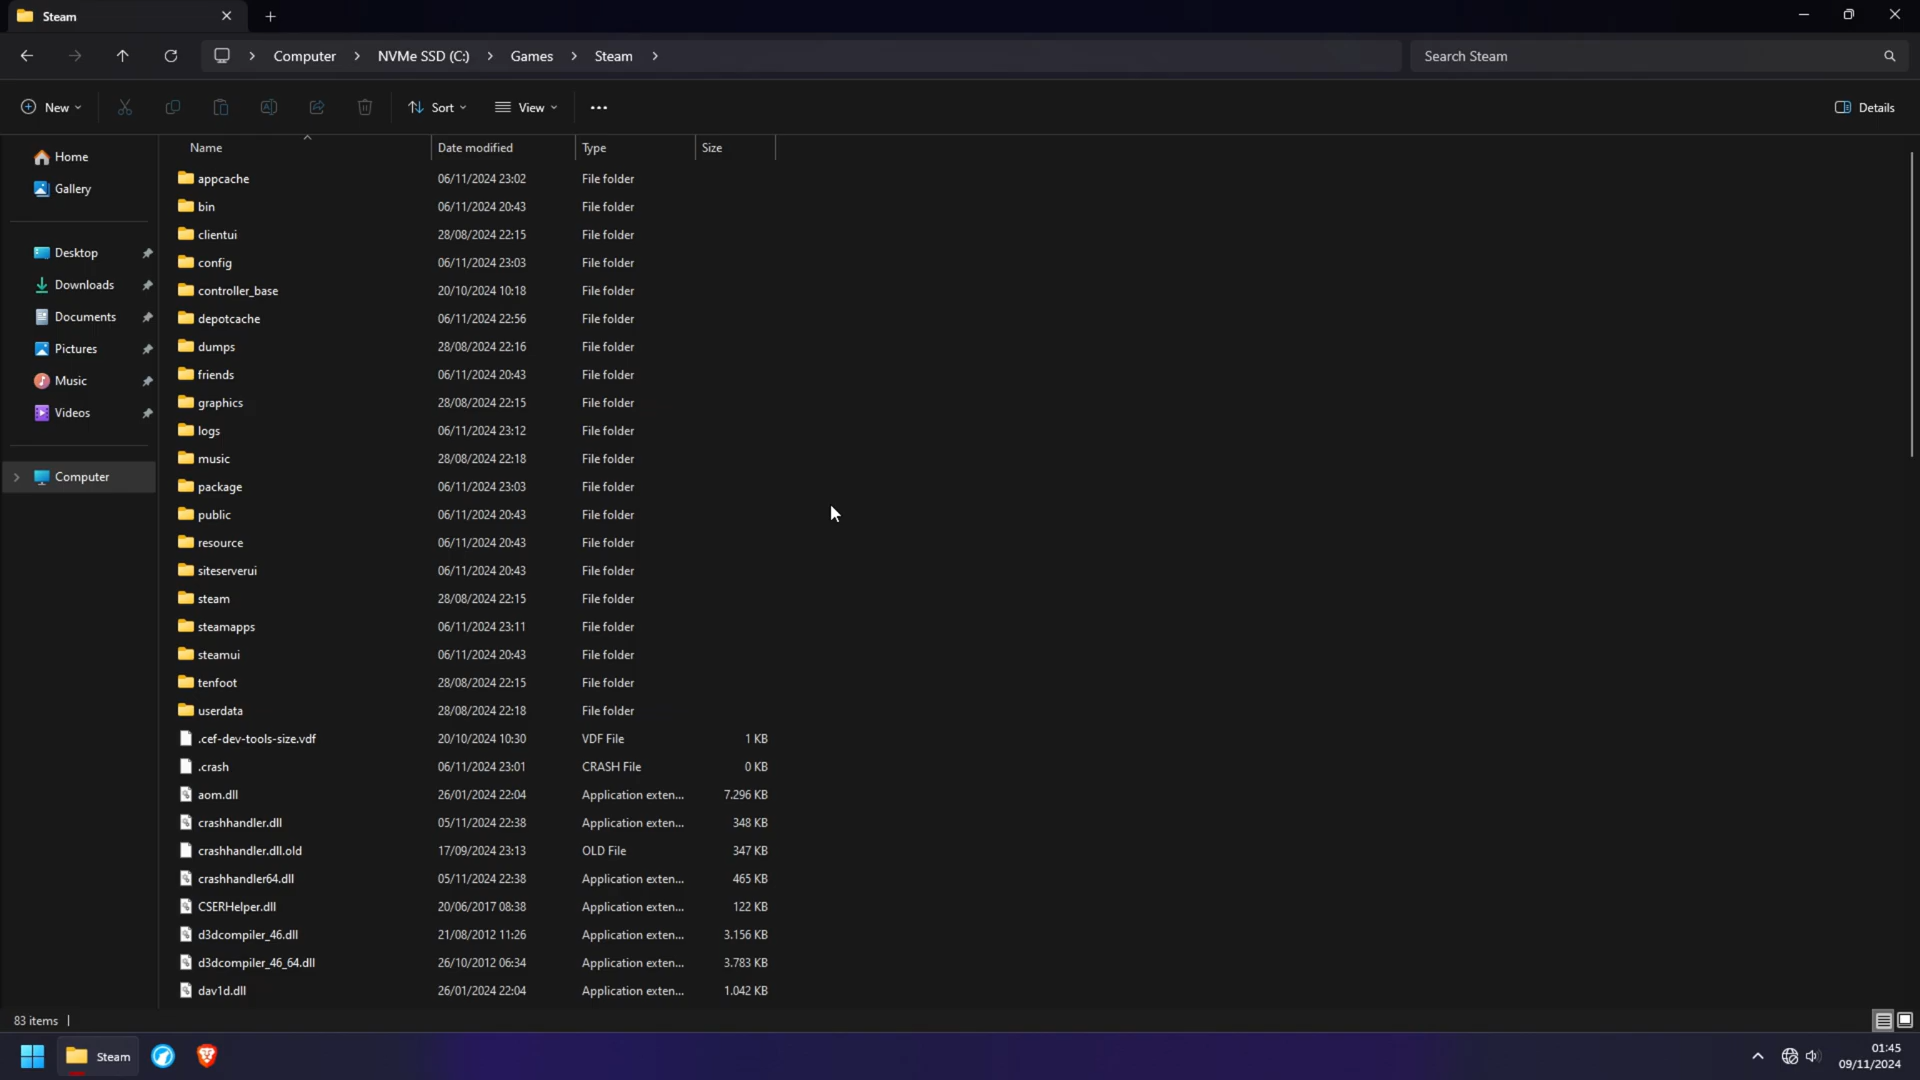 Steam
Computer > NVMe SSD (C:) > Games > Steam >
Search Steam
New
Sort
View
Details
Name Date modified Type Size
Home
Gallery
Desktop
Downloads
Documents
Pictures
Music
Videos
Computer
appcache 06/11/2024 23:02 File folder
bin 06/11/2024 20:43 File folder
clientui 28/08/2024 22:15 File folder
config 06/11/2024 23:03 File folder
controller_base 20/10/2024 10:18 File folder
depotcache 06/11/2024 22:56 File folder
dumps 28/08/2024 22:16 File folder
friends 06/11/2024 20:43 File folder
graphics 28/08/2024 22:15 File folder
logs 06/11/2024 23:12 File folder
music 28/08/2024 22:18 File folder
package 06/11/2024 23:03 File folder
public 06/11/2024 20:43 File folder
resource 06/11/2024 20:43 File folder
siteserverui 06/11/2024 20:43 File folder
steam 28/08/2024 22:15 File folder
steamapps 06/11/2024 23:11 File folder
steamui 06/11/2024 20:43 File folder
tenfoot 28/08/2024 22:15 File folder
userdata 28/08/2024 22:18 File folder
.cef-dev-tools-size.vdf 20/10/2024 10:30 VDF File 1 KB
.crash 06/11/2024 23:01 CRASH File 0 KB
aom.dll 26/01/2024 22:04 Application exten... 7.296 KB
crashhandler.dll 05/11/2024 22:38 Application exten... 348 KB
crashhandler.dll.old 17/09/2024 23:13 OLD File 347 KB
crashhandler64.dll 05/11/2024 22:38 Application exten... 465 KB
CSERHelper.dll 20/06/2017 08:38 Application exten... 122 KB
d3dcompiler_46.dll 21/08/2012 11:26 Application exten... 3.156 KB
d3dcompiler_46_64.dll 26/10/2012 06:34 Application exten... 3.783 KB
dav1d.dll 26/01/2024 22:04 Application exten... 1.042 KB
83 items
Steam
01:45
09/11/2024